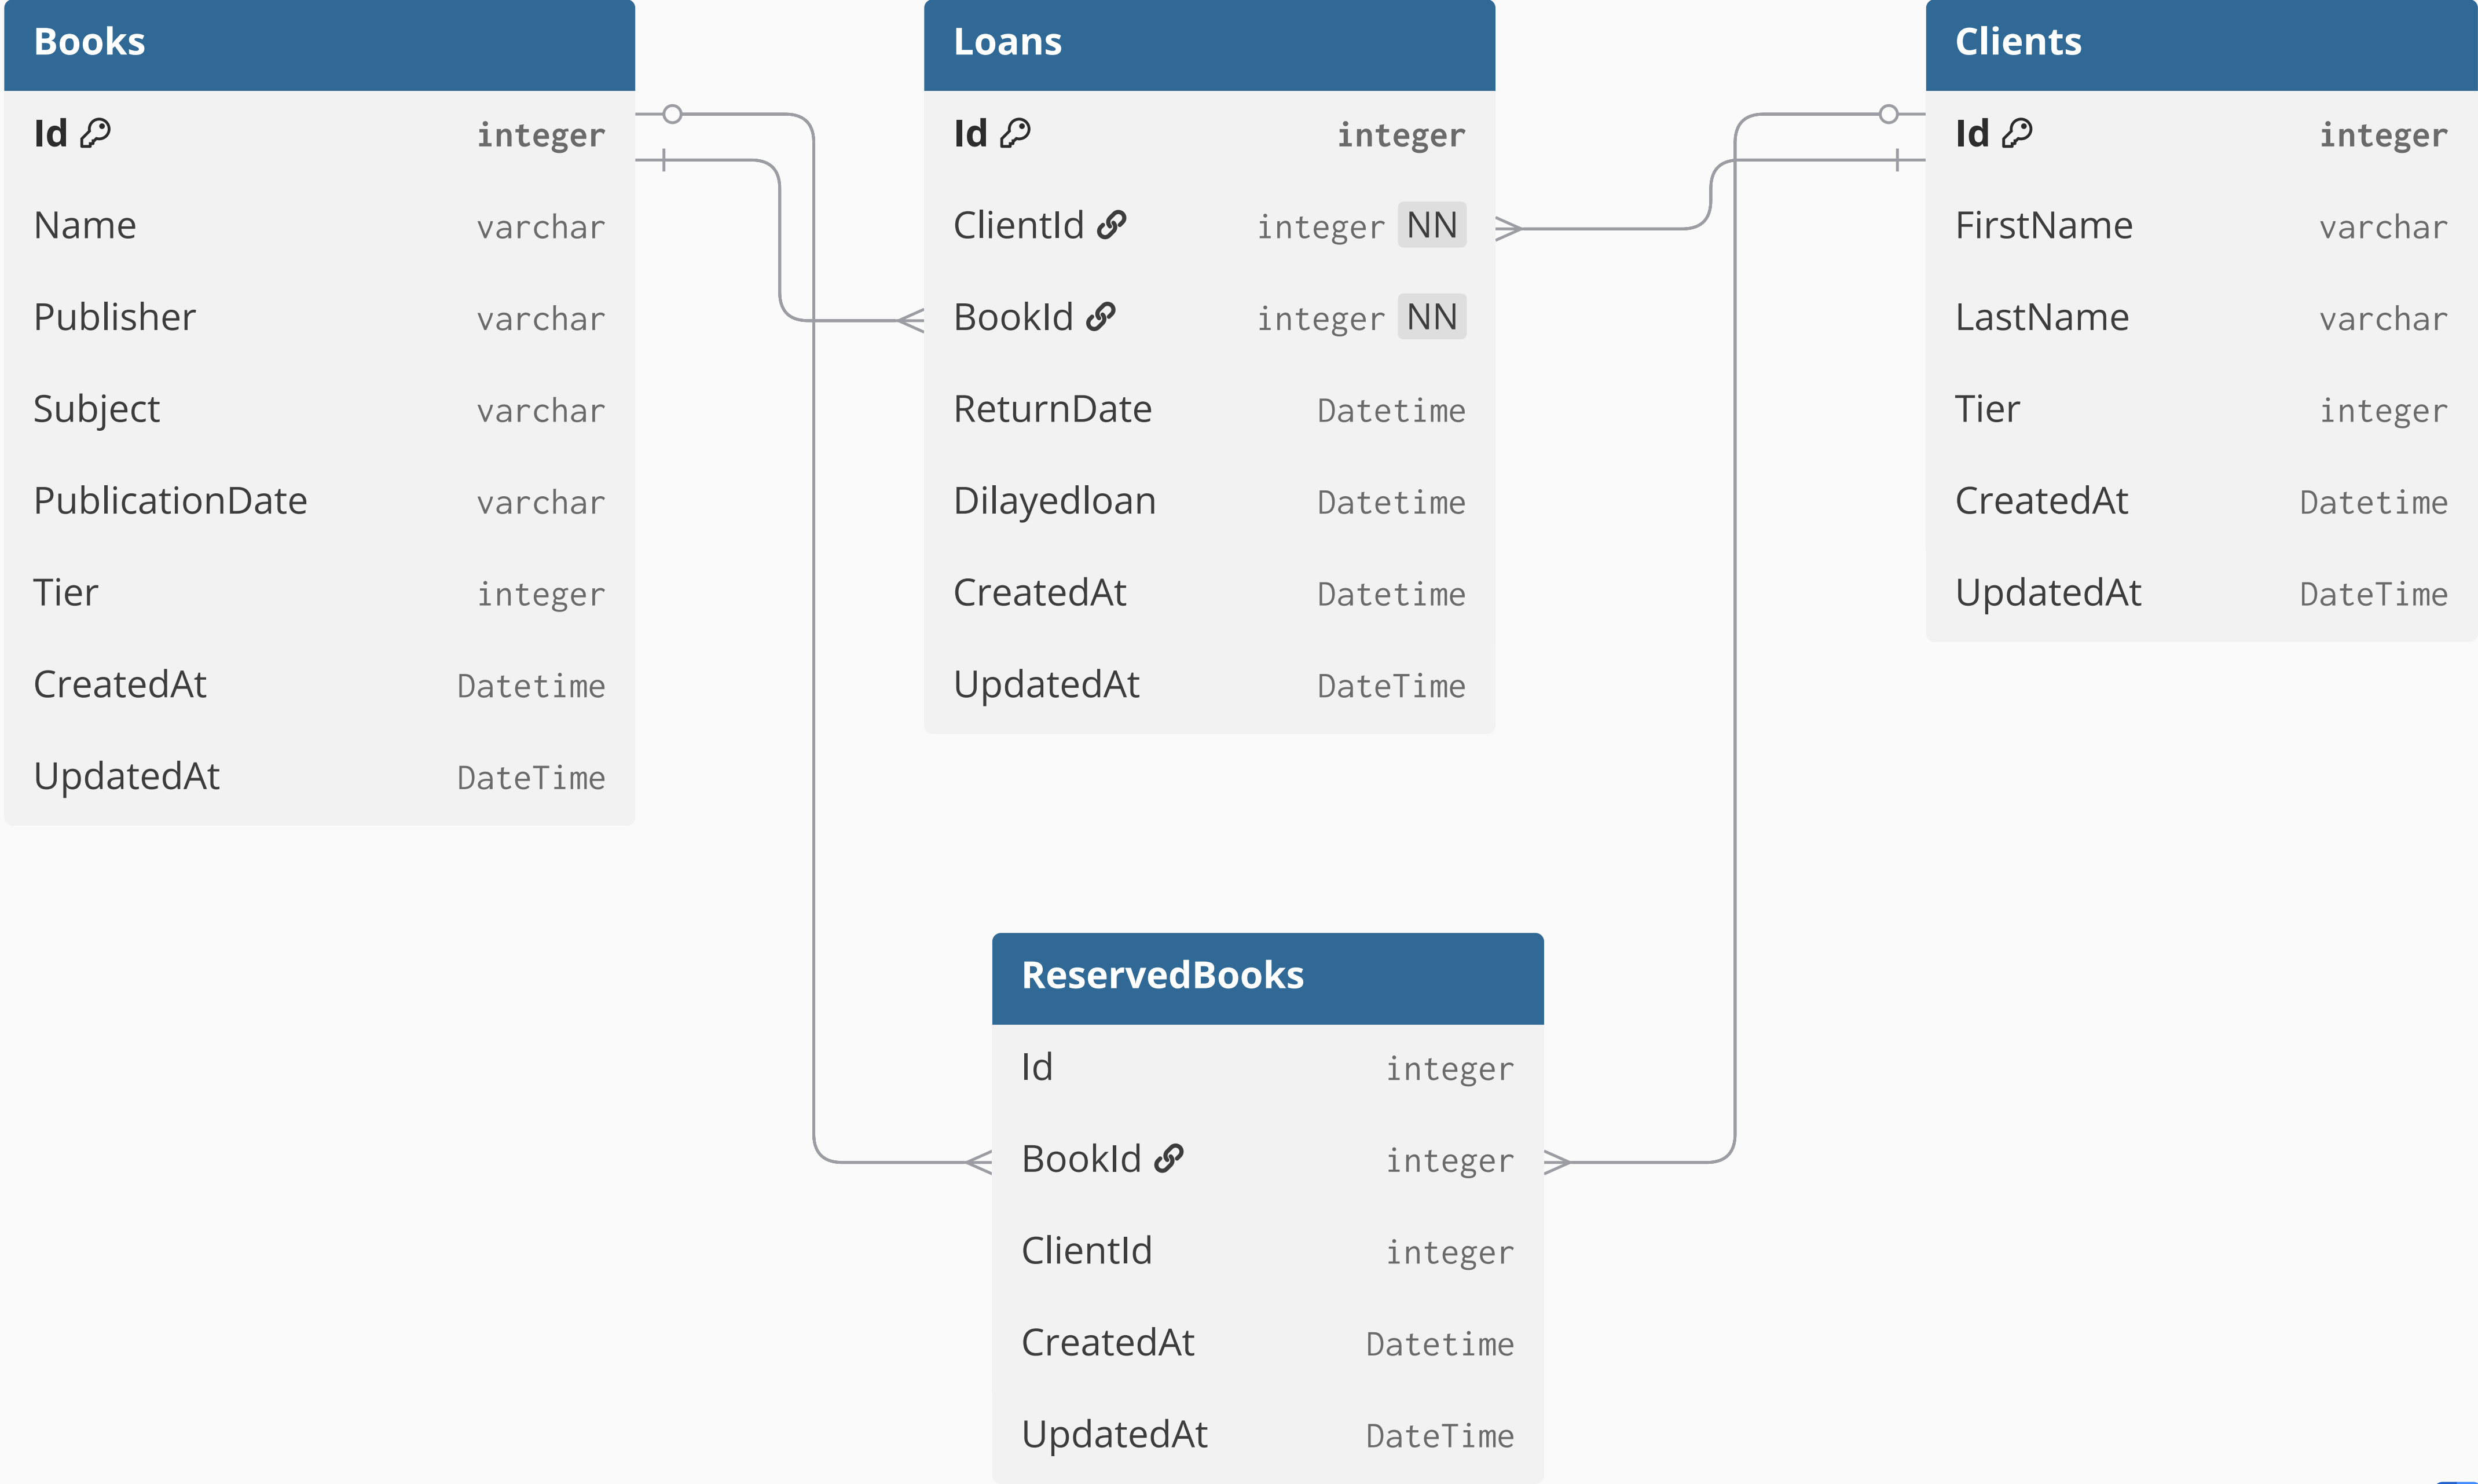 Books
Id integer
Name varchar
Publisher varchar
Subject varchar
PublicationDate varchar
Tier integer
CreatedAt Datetime
UpdatedAt DateTime
Loans
Id integer
ClientId integer NN
BookId integer NN
ReturnDate Datetime
Dilayedloan Datetime
CreatedAt Datetime
UpdatedAt DateTime
Clients
Id integer
FirstName varchar
LastName varchar
Tier integer
CreatedAt Datetime
UpdatedAt DateTime
ReservedBooks
Id integer
BookId integer
ClientId integer
CreatedAt Datetime
UpdatedAt DateTime